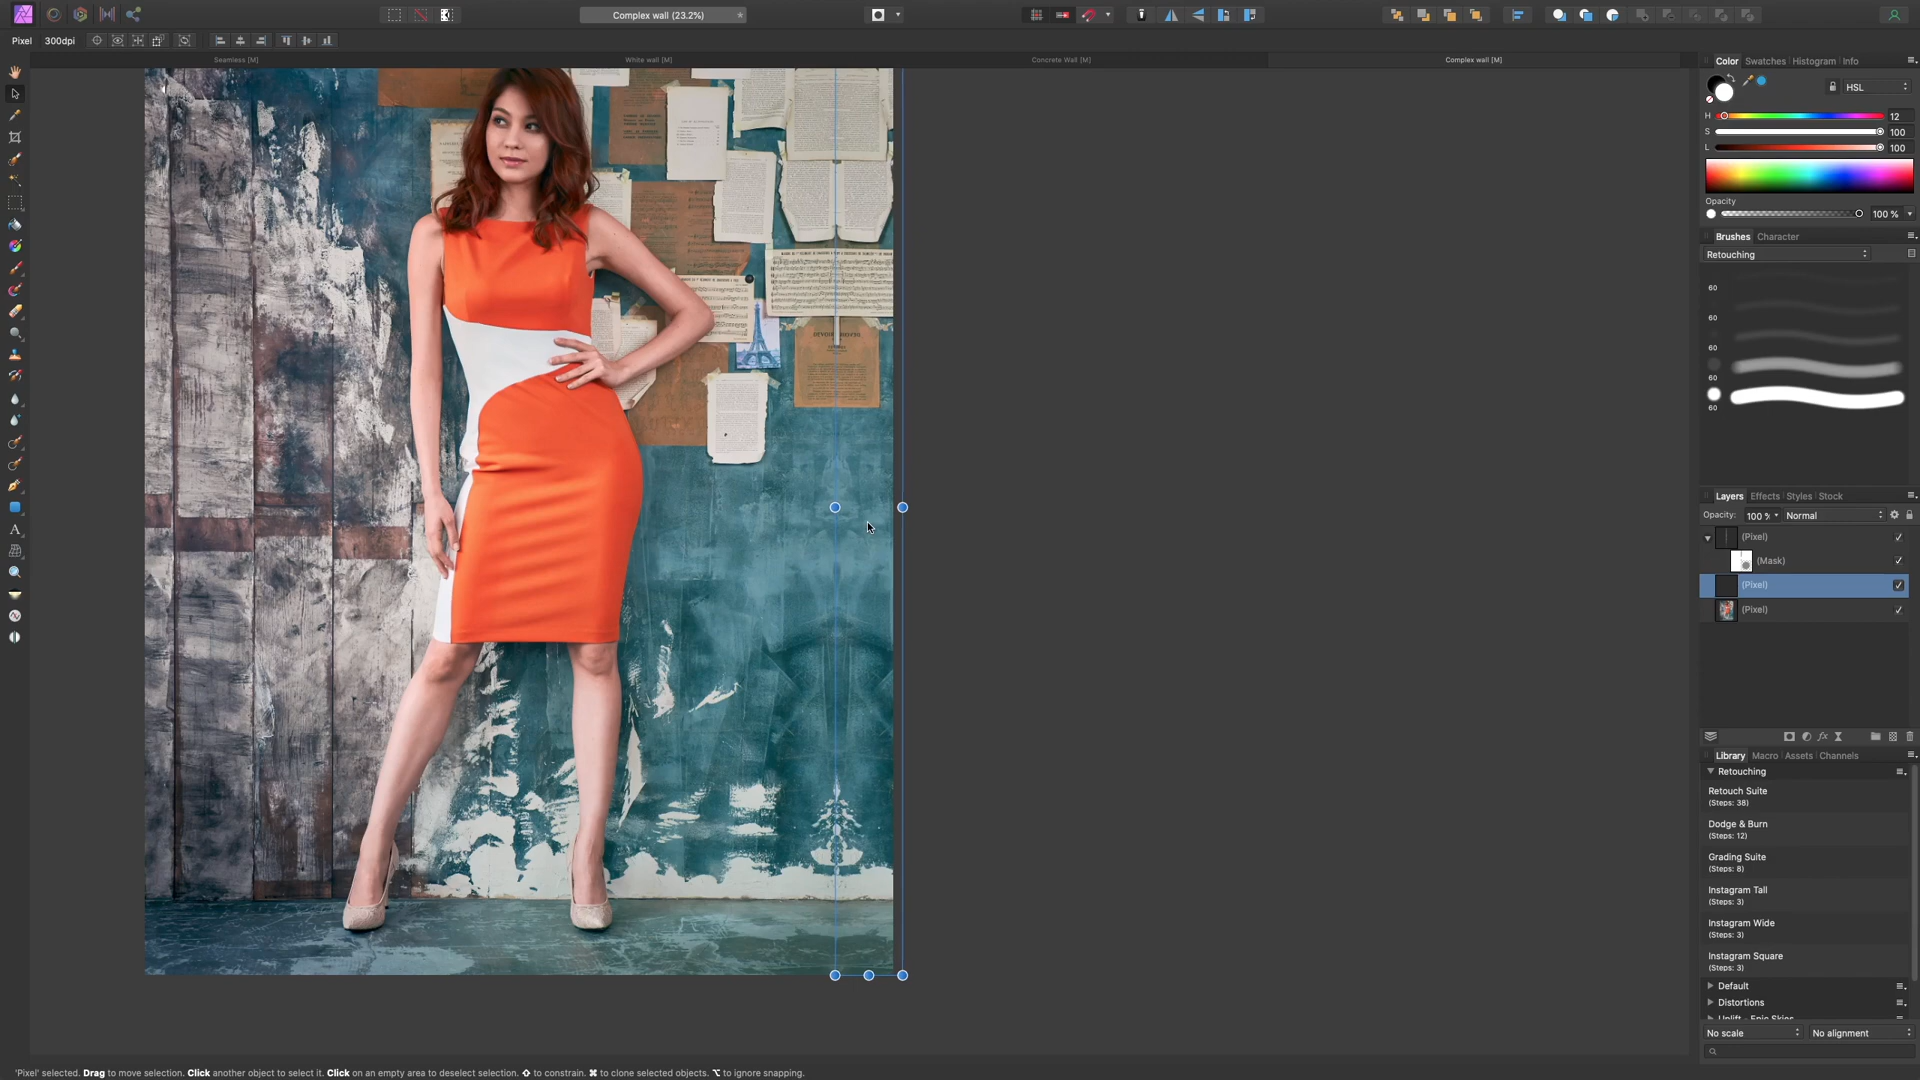 Complex wall (23.2%)
Pixel 300dpi
Seamless [M]
White wall [M]
Concrete Wall [M]
Complex wall [M]
Color Swatches Histogram Info
HSL
H 12
S 100
L 100
Opacity
100 %
Brushes Character
Retouching
60
60
60
60
60
Layers Effects Styles Stock
Opacity: 100 % Normal
(Pixel)
(Mask)
(Pixel)
(Pixel)
Library Macro Assets Channels
Retouching
Retouch Suite
(Steps: 38)
Dodge & Burn
(Steps: 12)
Grading Suite
(Steps: 8)
Instagram Tall
(Steps: 3)
Instagram Wide
(Steps: 3)
Instagram Square
(Steps: 3)
Default
Distortions
No scale No alignment
'Pixel' selected. Drag to move selection. Click another object to select it. Click on an empty area to deselect selection. ⇧ to constrain. ⌘ to clone selected objects. ⌥ to ignore snapping.